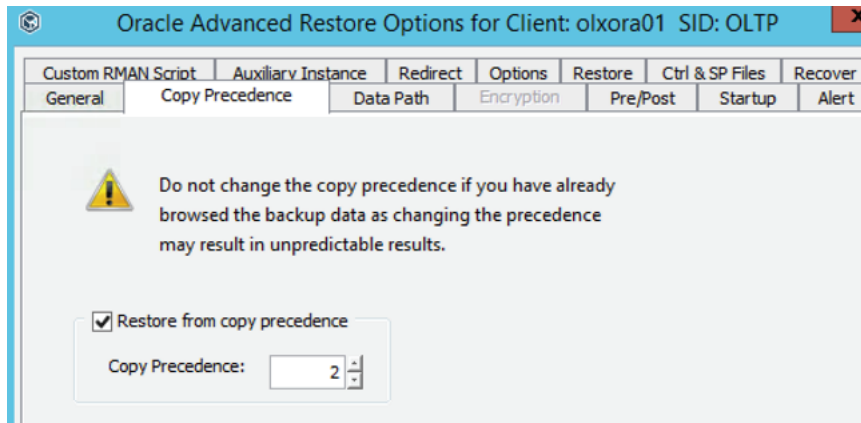 Oracle Advanced Restore Options for Client: olxora01 SID: OLTP
Custom RMAN Script Auxiliary Instance Redirect Options Restore Ctrl & SP Files Recover
General Copy Precedence Data Path Encryption Pre/Post Startup Alert
Do not change the copy precedence if you have already
browsed the backup data as changing the precedence
may result in unpredictable results.
Restore from copy precedence
Copy Precedence: 2